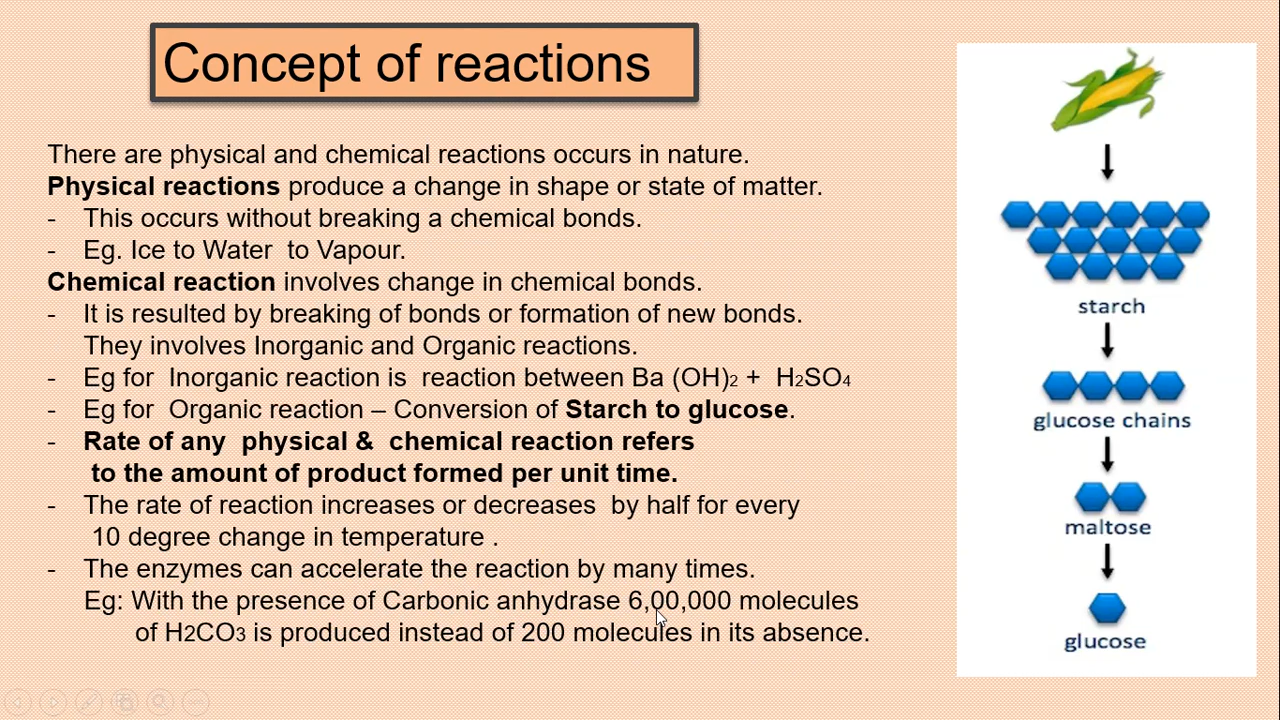 Concept of reactions
There are physical and chemical reactions occurs in nature.
Physical reactions produce a change in shape or state of matter.
- This occurs without breaking a chemical bonds.
- Eg. Ice to Water  to Vapour.
Chemical reaction involves change in chemical bonds.
- It is resulted by breaking of bonds or formation of new bonds.
They involves Inorganic and Organic reactions.
- Eg for  Inorganic reaction is  reaction between Ba (OH)2 +  H2SO4
- Eg for  Organic reaction – Conversion of Starch to glucose.
- Rate of any  physical &  chemical reaction refers
to the amount of product formed per unit time.
- The rate of reaction increases or decreases  by half for every
10 degree change in temperature .
- The enzymes can accelerate the reaction by many times.
Eg: With the presence of Carbonic anhydrase 6,00,000 molecules
of H2CO3 is produced instead of 200 molecules in its absence.
starch
glucose chains
maltose
glucose